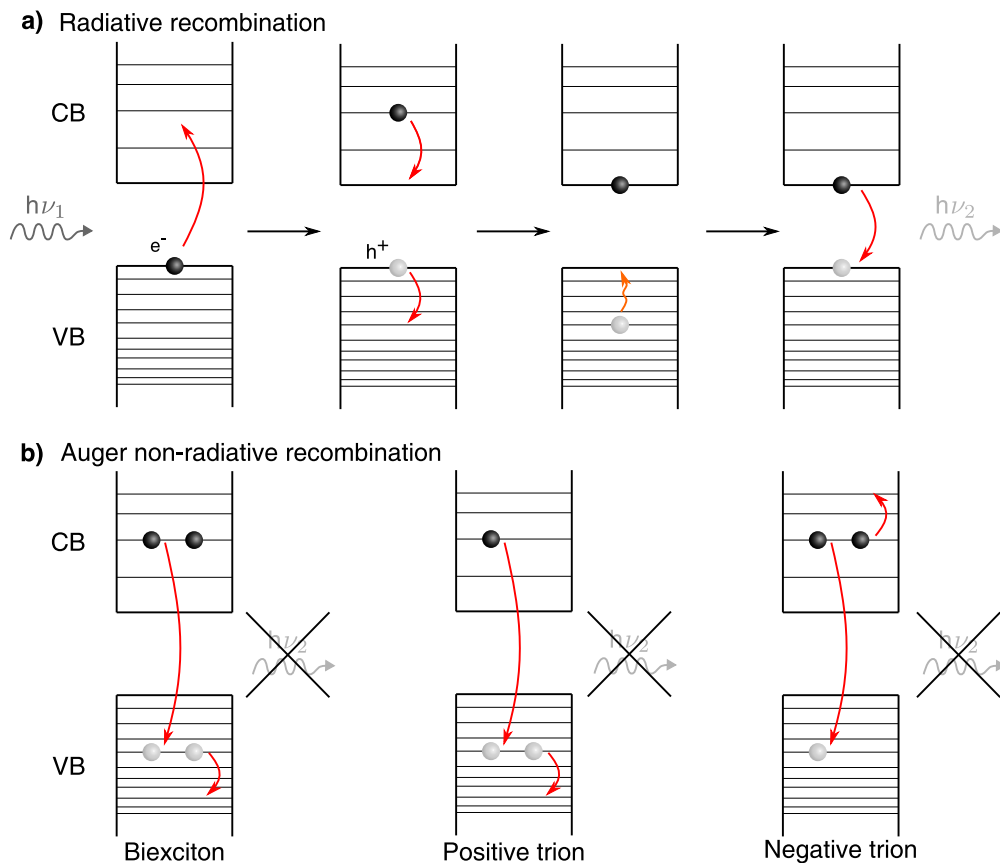 a) Radiative recombination
CB
hν₁
e⁻
h⁺
hν₂
VB
b) Auger non-radiative recombination
CB
hν₂
hν₂
hν₂
VB
Biexciton
Positive trion
Negative trion